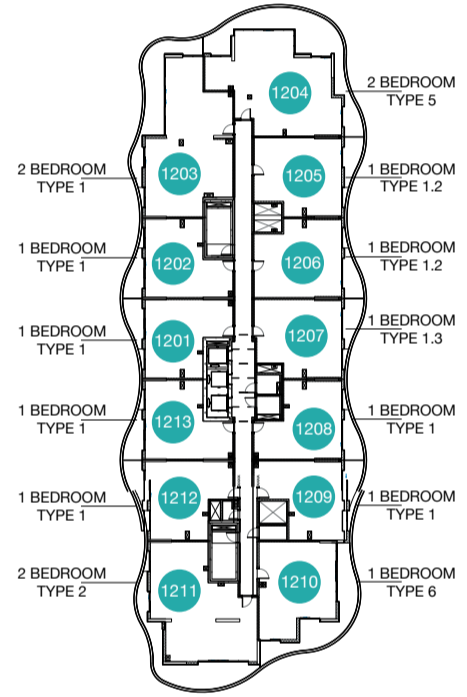 1204
2 BEDROOM
TYPE 5
1203
2 BEDROOM
TYPE 1
1205
1 BEDROOM
TYPE 1.2
1202
1 BEDROOM
TYPE 1
1206
1 BEDROOM
TYPE 1.2
1201
1 BEDROOM
TYPE 1
1207
1 BEDROOM
TYPE 1.3
1213
1 BEDROOM
TYPE 1
1208
1 BEDROOM
TYPE 1
1212
1 BEDROOM
TYPE 1
1209
1 BEDROOM
TYPE 1
1211
2 BEDROOM
TYPE 2
1210
1 BEDROOM
TYPE 6